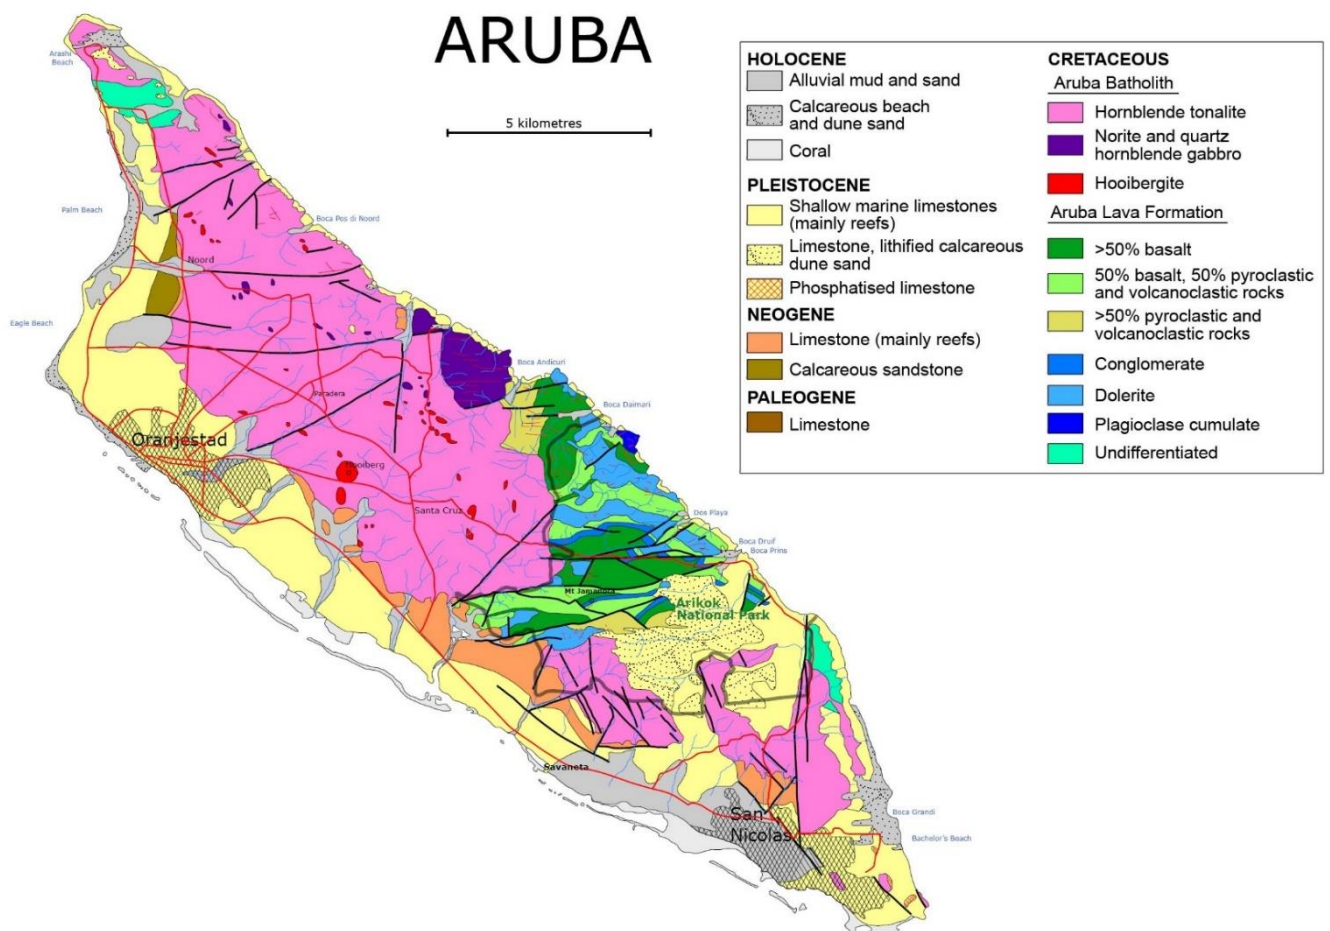 ARUBA
5 kilometres
HOLOCENE
Alluvial mud and sand
Calcareous beach
and dune sand
Coral
PLEISTOCENE
Shallow marine limestones
(mainly reefs)
Limestone, lithified calcareous
dune sand
Phosphatised limestone
NEOGENE
Limestone (mainly reefs)
Calcareous sandstone
PALEOGENE
Limestone
CRETACEOUS
Aruba Batholith
Hornblende tonalite
Norite and quartz
hornblende gabbro
Hooibergite
Aruba Lava Formation
>50% basalt
50% basalt, 50% pyroclastic
and volcanoclastic rocks
>50% pyroclastic and
volcanoclastic rocks
Conglomerate
Dolerite
Plagioclase cumulate
Undifferentiated
Arashi
Beach
Palm Beach
Boca Pos di Noord
Noord
Eagle Beach
Boca Andicuri
Paradera
Boca Daimari
Oranjestad
Hooiberg
Santa Cruz
Dos Playa
Boca Druif
Boca Prins
Mt Jamanota
Arikok
National Park
Savaneta
San
Nicolas
Boca Grandi
Bachelor's Beach